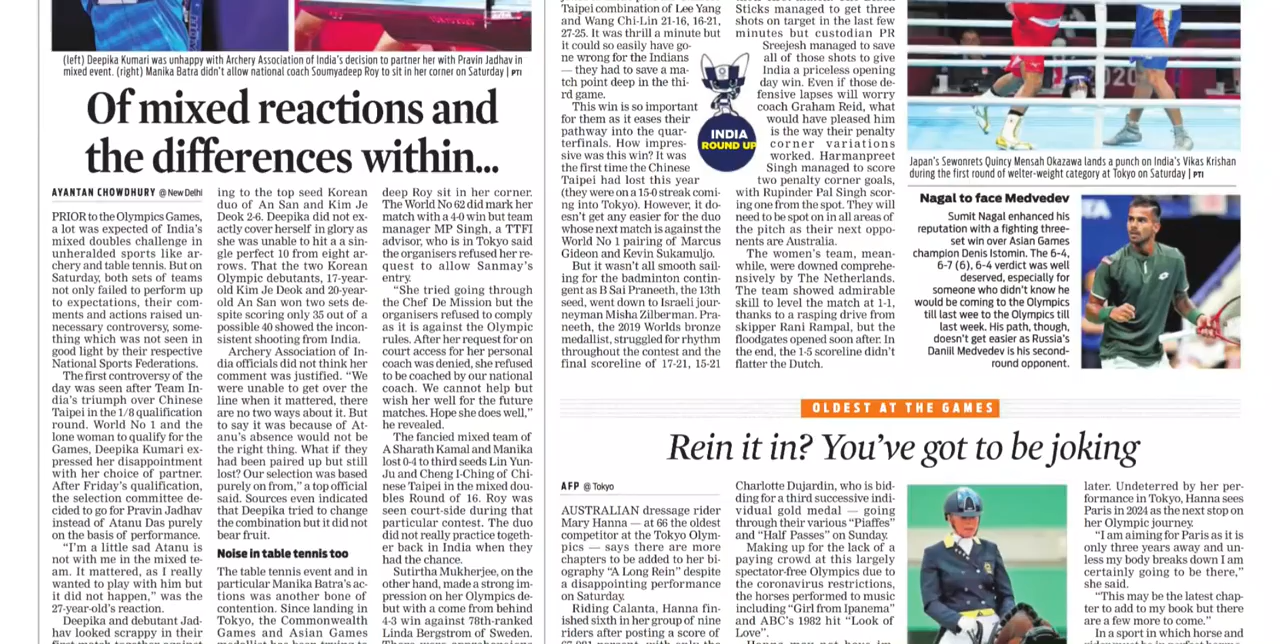 (left) Deepika Kumari was unhappy with Archery Association of India's decision to partner her with Pravin Jadhav in
mixed event. (right) Manika Batra didn't allow national coach Soumyadeep Roy to sit in her corner on Saturday | PTI
Of mixed reactions and
the differences within...
AYANTAN CHOWDHURY @ New Delhi
PRIOR to the Olympics Games,
a lot was expected of India's
mixed doubles challenge in
unheralded sports like ar-
chery and table tennis. But on
Saturday, both sets of teams
not only failed to perform up
to expectations, their com-
ments and actions raised un-
necessary controversy, some-
thing which was not seen in
good light by their respective
National Sports Federations.
The first controversy of the
day was seen after Team In-
dia's triumph over Chinese
Taipei in the 1/8 qualification
round. World No 1 and the
lone woman to qualify for the
Games, Deepika Kumari ex-
pressed her disappointment
with her choice of partner.
After Friday's qualification,
the selection committee de-
cided to go for Pravin Jadhav
instead of Atanu Das purely
on the basis of performance.
"I'm a little sad Atanu is
not with me in the mixed te-
am. It mattered, as I really
wanted to play with him but
it did not happen," was the
27-year-old's reaction.
Deepika and debutant Jad-
hav looked scrappy in their
ing to the top seed Korean
duo of An San and Kim Je
Deok 2-6. Deepika did not ex-
actly cover herself in glory as
she was unable to hit a a sin-
gle perfect 10 from eight ar-
rows. That the two Korean
Olympic debutants, 17-year-
old Kim Je Deok and 20-year-
old An San won two sets de-
spite scoring only 35 out of a
possible 40 showed the incon-
sistent shooting from India.
Archery Association of In-
dia officials did not think her
comment was justified. "We
were unable to get over the
line when it mattered, there
are no two ways about it. But
to say it was because of At-
anu's absence would not be
the right thing. What if they
had been paired up but still
lost? Our selection was based
purely on from," a top official
said. Sources even indicated
that Deepika tried to change
the combination but it did not
bear fruit.
Noise in table tennis too
The table tennis event and in
particular Manika Batra's ac-
tions was another bone of
contention. Since landing in
Tokyo, the Commonwealth
Games and Asian Games
deep Roy sit in her corner.
The World No 62 did mark her
match with a 4-0 win but team
manager MP Singh, a TTFI
advisor, who is in Tokyo said
the organisers refused her re-
quest to allow Sanmay's
entry.
"She tried going through
the Chef De Mission but the
organisers refused to comply
as it is against the Olympic
rules. After her request for on
court access for her personal
coach was denied, she refused
to be coached by our national
coach. We cannot help but
wish her well for the future
matches. Hope she does well,"
he revealed.
The fancied mixed team of
A Sharath Kamal and Manika
lost 0-4 to third seeds Lin Yun-
Ju and Cheng I-Ching of Chi-
nese Taipei in the mixed dou-
bles Round of 16. Roy was
seen court-side during that
particular contest. The duo
did not really practice togeth-
er back in India when they
had the chance.
Sutirtha Mukherjee, on the
other hand, made a strong im-
pression on her Olympics de-
but with a come from behind
4-3 win against 78th-ranked
Linda Bergstrom of Sweden.
Taipei combination of Lee Yang
and Wang Chi-Lin 21-16, 16-21,
27-25. It was thrill a minute but
it could so easily have go-
ne wrong for the Indians
— they had to save a ma-
tch point deep in the thi-
rd game.
This win is so important
for them as it eases their
pathway into the quar-
terfinals. How impres-
sive was this win? It was
the first time the Chinese
Taipei had lost this year
(they were on a 15-0 streak comi-
ng into Tokyo). However, it do-
esn't get any easier for the duo
whose next match is against the
World No 1 pairing of Marcus
Gideon and Kevin Sukamuljo.
But it wasn't all smooth sail-
ing for the badminton contin-
gent as B Sai Praneeth, the 13th
seed, went down to Israeli jour-
neyman Misha Zilberman. Pra-
neeth, the 2019 Worlds bronze
medallist, struggled for rhythm
throughout the contest and the
final scoreline of 17-21, 15-21
INDIA
ROUND UP
Sticks managed to get three
shots on target in the last few
minutes but custodian PR
Sreejesh managed to save
all of those shots to give
India a priceless opening
day win. Even if those de-
fensive lapses will worry
coach Graham Reid, what
would have pleased him
is the way their penalty
corner variations
worked. Harmanpreet
Singh managed to score
two penalty corner goals,
with Rupinder Pal Singh scor-
ing one from the spot. They will
need to be spot on in all areas of
the pitch as their next oppo-
nents are Australia.
The women's team, mean-
while, were downed comprehe-
nsively by The Netherlands.
The team showed admirable
skill to level the match at 1-1,
thanks to a rasping drive from
skipper Rani Rampal, but the
floodgates opened soon after. In
the end, the 1-5 scoreline didn't
flatter the Dutch.
Japan's Sewonrets Quincy Mensah Okazawa lands a punch on India's Vikas Krishan
during the first round of welter-weight category at Tokyo on Saturday | PTI
Nagal to face Medvedev
Sumit Nagal enhanced his
reputation with a fighting three-
set win over Asian Games
champion Denis Istomin. The 6-4,
6-7 (6), 6-4 verdict was well
deserved, especially for
someone who didn't know he
would be coming to the Olympics
till last wee to the Olympics till
last week. His path, though,
doesn't get easier as Russia's
Daniil Medvedev is his second-
round opponent.
OLDEST AT THE GAMES
Rein it in? You've got to be joking
AFP @ Tokyo
AUSTRALIAN dressage rider
Mary Hanna — at 66 the oldest
competitor at the Tokyo Olym-
pics — says there are more
chapters to be added to her bi-
ography "A Long Rein" despite
a disappointing performance
on Saturday.
Riding Calanta, Hanna fin-
ished sixth in her group of nine
riders after posting a score of
Charlotte Dujardin, who is bid-
ding for a third successive indi-
vidual gold medal — going
through their various "Piaffes"
and "Half Passes" on Sunday.
Making up for the lack of a
paying crowd at this largely
spectator-free Olympics due to
the coronavirus restrictions,
the horses performed to music
including "Girl from Ipanema"
and ABC's 1982 hit "Look of
Love".
later. Undeterred by her per-
formance in Tokyo, Hanna sees
Paris in 2024 as the next stop on
her Olympic journey.
"I am aiming for Paris as it is
only three years away and un-
less my body breaks down I am
certainly going to be there,"
she said.
"This may be the latest chap-
ter to add to my book but there
are a few more to come."
In a sport in which horse and